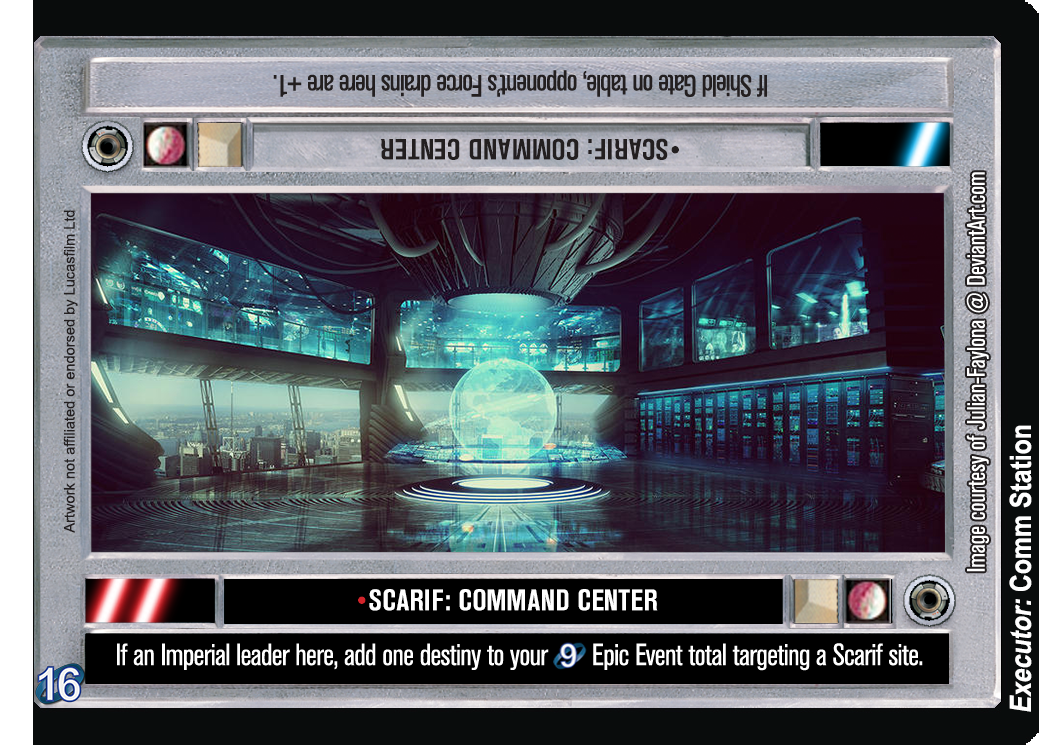 If Shield Gate on table, opponent's Force drains here are +1.
•SCARIF: COMMAND CENTER
Artwork not affiliated or endorsed by Lucasfilm Ltd
Image courtesy of Julian-Faylona @ DeviantArt.com
•SCARIF: COMMAND CENTER
If an Imperial leader here, add one destiny to your 9 Epic Event total targeting a Scarif site.
16
Executor: Comm Station